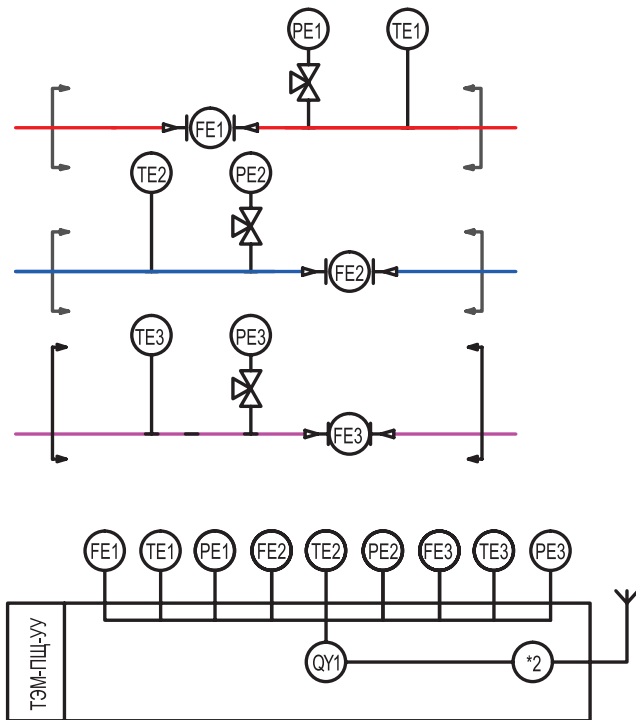 PE1 TE1
FE1
TE2 PE2
FE2
TE3 PE3
FE3
FE1 TE1 PE1 FE2 TE2 PE2 FE3 TE3 PE3
ТЭМ-ПЩ-УУ
QY1 *2